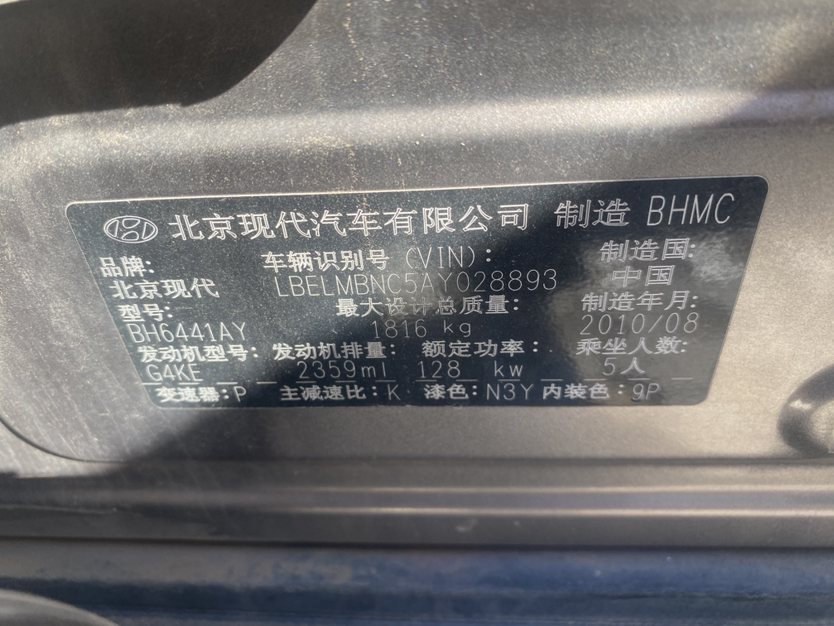 北京现代汽车有限公司 制造 BHMC
品牌: 车辆识别号(VIN): 制造国:
北京现代 LBELMBNC5AY028893 中国
型号: 最大设计总质量: 制造年月:
BH6441AY 1816 kg 2010/08
发动机型号: 发动机排量: 额定功率: 乘坐人数:
G4KE 2359ml 128 kw 5人
变速器:P 主减速比:K 漆色:N3Y 内装色:9P